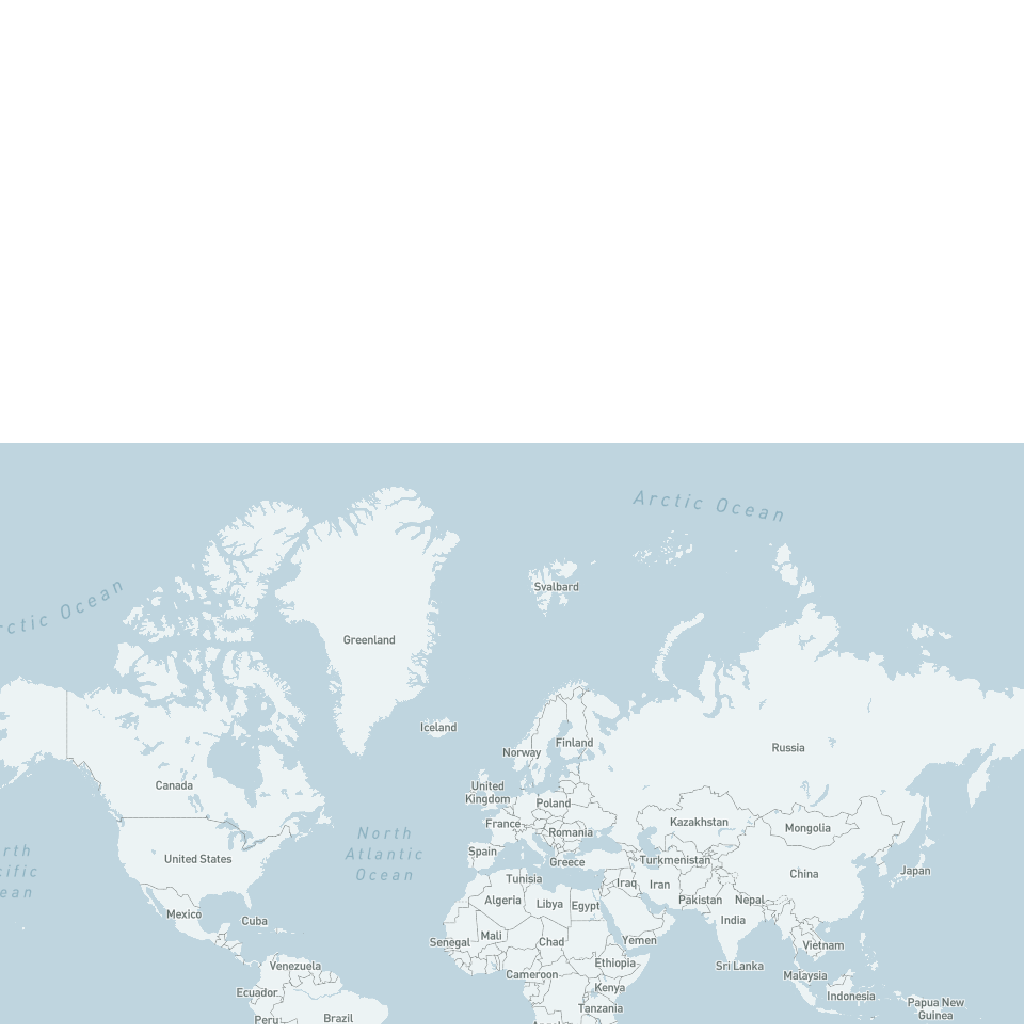 Arctic Ocean
Svalbard
rctic Ocean
Greenland
Iceland
Norway
Finland
Russia
Canada
United
Kingdom
Poland
Kazakhstan
Mongolia
France
Romania
North
Atlantic
Ocean
Spain
Greece
Turkmenistan
United States
orth
cific
cean
China
Japan
Tunisia
Iraq
Iran
Algeria
Libya
Egypt
Pakistan
Nepal
Mexico
Cuba
India
Senegal
Mali
Chad
Yemen
Vietnam
Venezuela
Cameroon
Ethiopia
Sri Lanka
Malaysia
Ecuador
Kenya
Indonesia
Papua New
Guinea
Peru
Brazil
Tanzania